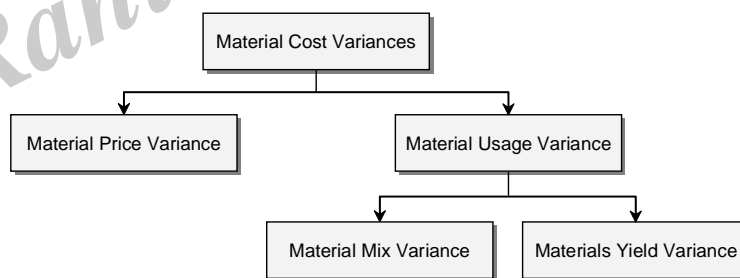 Material Cost Variances
Material Price Variance
Material Usage Variance
Material Mix Variance
Materials Yield Variance